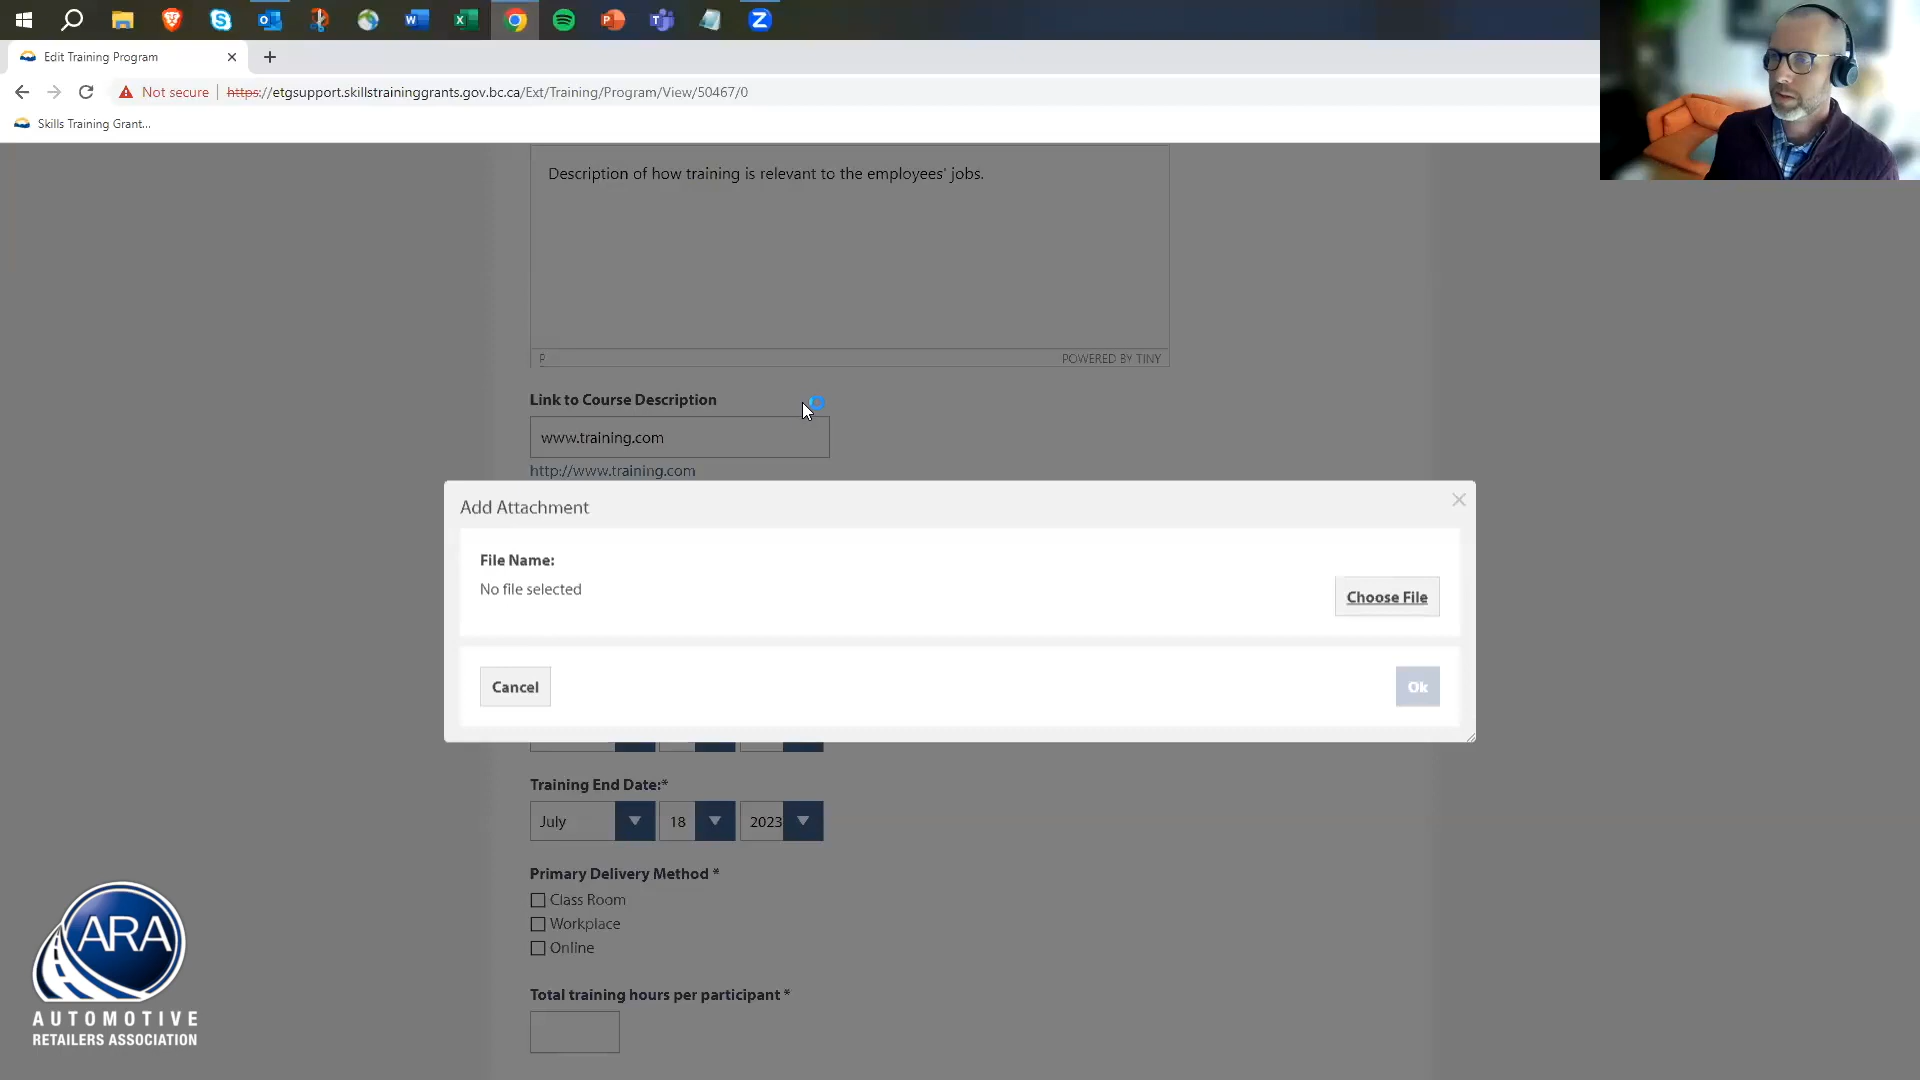 Edit Training Program
Not secure https://etgsupport.skillstraininggrants.gov.bc.ca/Ext/Training/Program/View/50467/0
Skills Training Grant...
Description of how training is relevant to the employees' jobs.
P POWERED BY TINY
Link to Course Description
www.training.com
http://www.training.com
Add Attachment
File Name:
No file selected
Choose File
Cancel Ok
Training End Date:*
July 18 2023
Primary Delivery Method *
Class Room
Workplace
Online
Total training hours per participant *
ARA
AUTOMOTIVE
RETAILERS ASSOCIATION